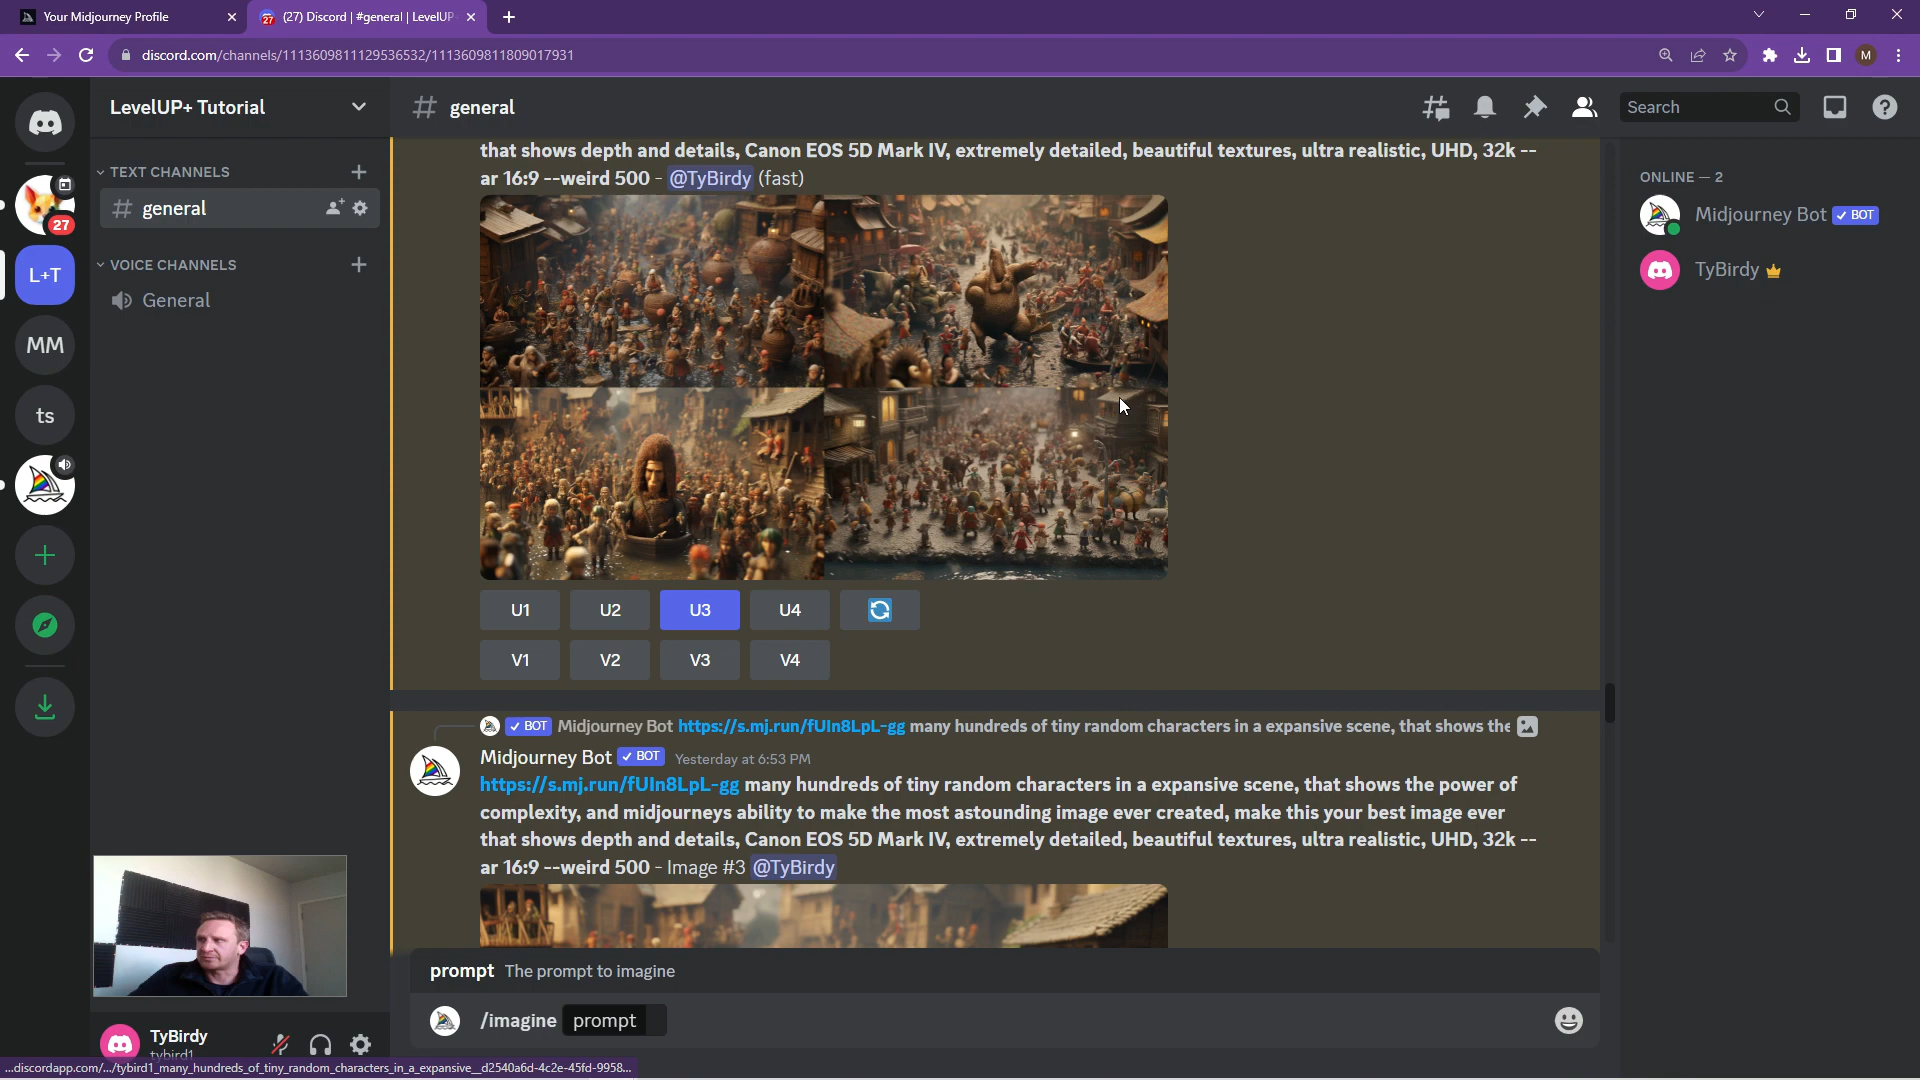 Your Midjourney Profile
27
(27) Discord | #general | LevelUP
discord.com/channels/1113609811129536532/1113609811809017931
M
LevelUP+ Tutorial
general
Search
TEXT CHANNELS
general
VOICE CHANNELS
General
27
L+T
MM
ts
that shows depth and details, Canon EOS 5D Mark IV, extremely detailed, beautiful textures, ultra realistic, UHD, 32k --
ar 16:9 --weird 500 - @TyBirdy (fast)
U1 U2 U3 U4
V1 V2 V3 V4
BOT Midjourney Bot https://s.mj.run/fUIn8LpL-gg many hundreds of tiny random characters in a expansive scene, that shows the
Midjourney Bot BOT Yesterday at 6:53 PM
https://s.mj.run/fUIn8LpL-gg many hundreds of tiny random characters in a expansive scene, that shows the power of
complexity, and midjourneys ability to make the most astounding image ever created, make this your best image ever
that shows depth and details, Canon EOS 5D Mark IV, extremely detailed, beautiful textures, ultra realistic, UHD, 32k --
ar 16:9 --weird 500 - Image #3 @TyBirdy
prompt The prompt to imagine
/imagine prompt
ONLINE — 2
Midjourney Bot BOT
TyBirdy
TyBirdy
tybird1
...discordapp.com/.../tybird1_many_hundreds_of_tiny_random_characters_in_a_expansive__d2540a6d-4c2e-45fd-9958...